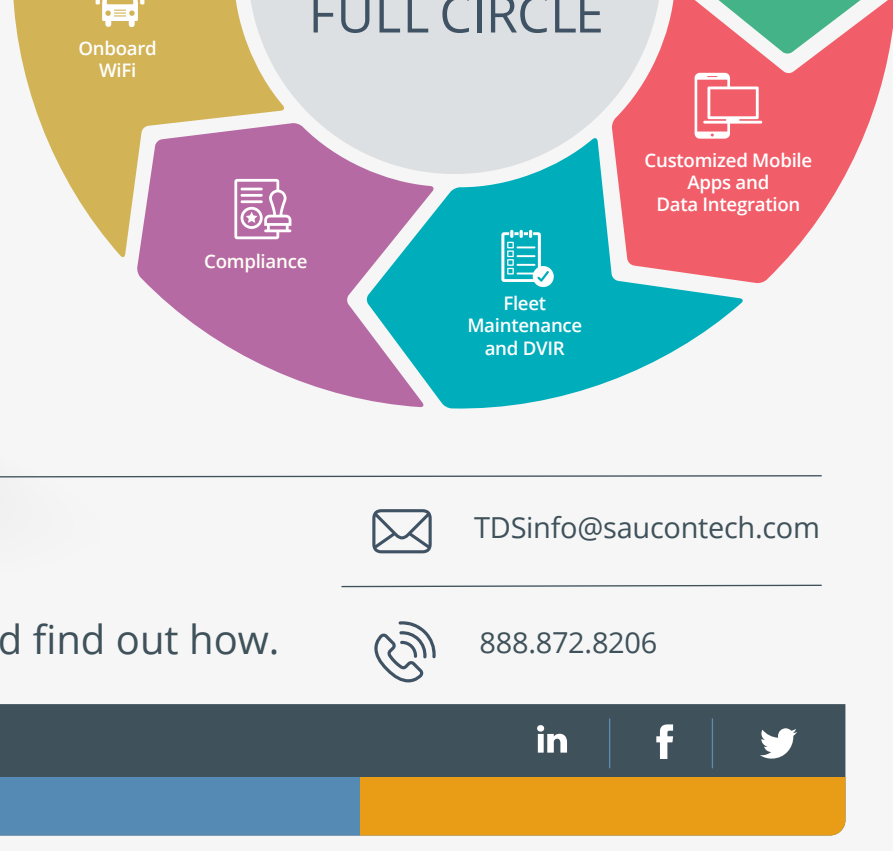 FULL CIRCLE
Onboard
WiFi
Customized Mobile
Apps and
Data Integration
Compliance
Fleet
Maintenance
and DVIR
TDSinfo@saucontech.com
find out how.
888.872.8206
in
f